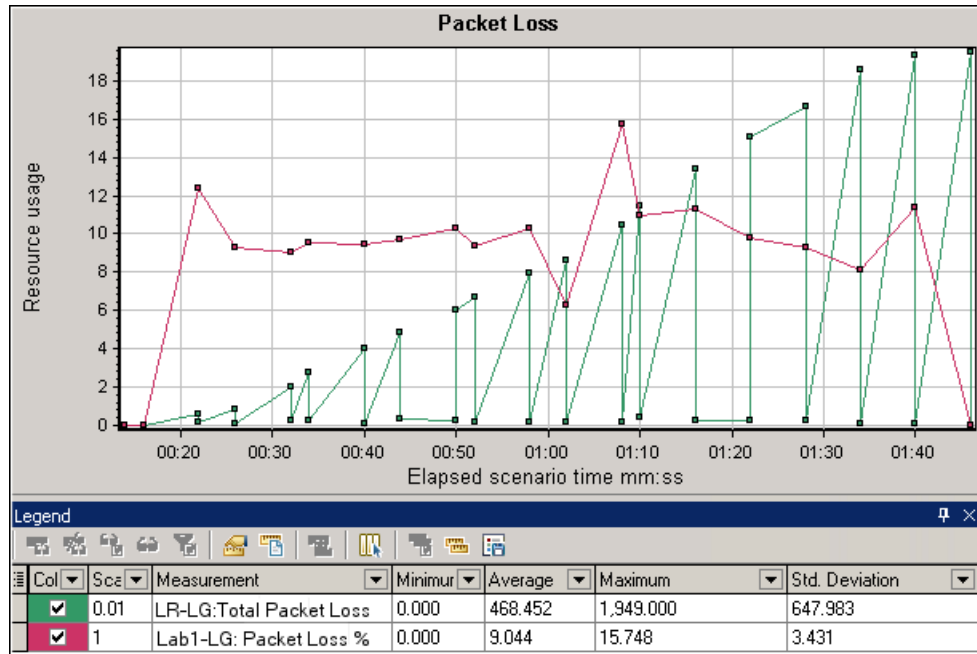 Packet Loss
Resource usage
18
16
14
12
10
8
6
4
2
0
00:20 00:30 00:40 00:50 01:00 01:10 01:20 01:30 01:40
Elapsed scenario time mm:ss
Legend
Col Sca Measurement Minimur Average Maximum Std. Deviation
0.01 LR-LG:Total Packet Loss 0.000 468.452 1,949.000 647.983
1 Lab1-LG: Packet Loss % 0.000 9.044 15.748 3.431